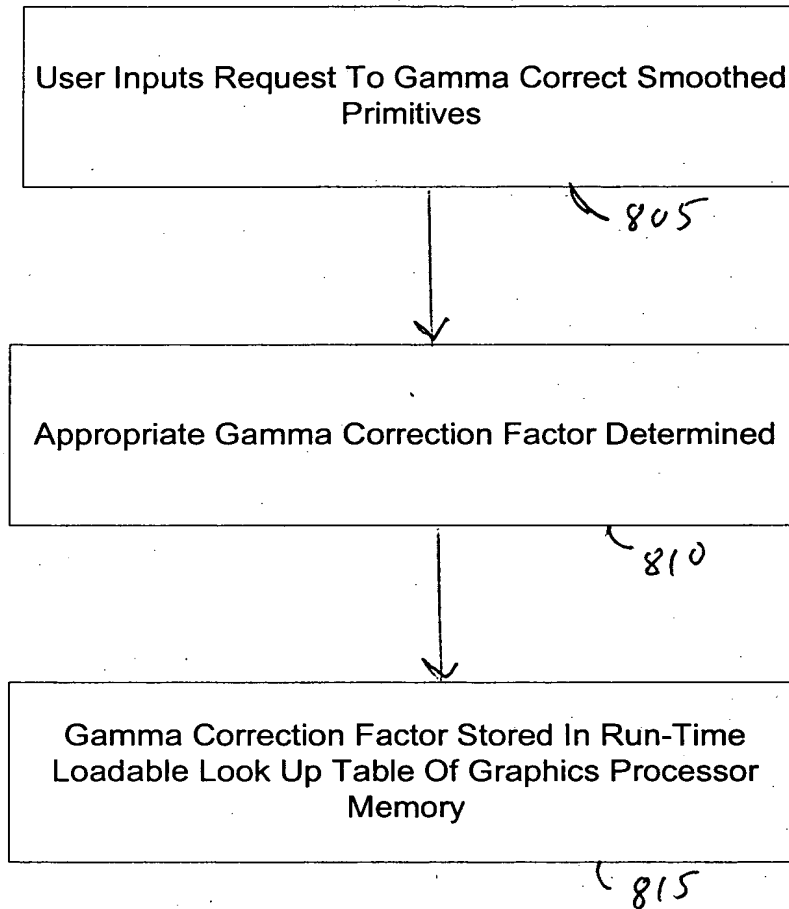 User Inputs Request To Gamma Correct Smoothed
Primitives
805
Appropriate Gamma Correction Factor Determined
810
Gamma Correction Factor Stored In Run-Time
Loadable Look Up Table Of Graphics Processor
Memory
815